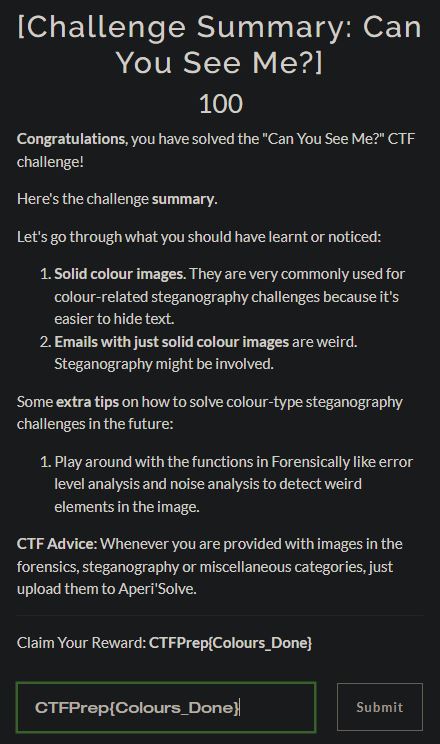 [Challenge Summary: Can
You See Me?]
100
Congratulations, you have solved the "Can You See Me?" CTF
challenge!
Here's the challenge summary.
Let's go through what you should have learnt or noticed:
1. Solid colour images. They are very commonly used for
colour-related steganography challenges because it's
easier to hide text.
2. Emails with just solid colour images are weird.
Steganography might be involved.
Some extra tips on how to solve colour-type steganography
challenges in the future:
1. Play around with the functions in Forensically like error
level analysis and noise analysis to detect weird
elements in the image.
CTF Advice: Whenever you are provided with images in the
forensics, steganography or miscellaneous categories, just
upload them to Aperi'Solve.
Claim Your Reward: CTFPrep{Colours_Done}
CTFPrep{Colours_Done}
Submit